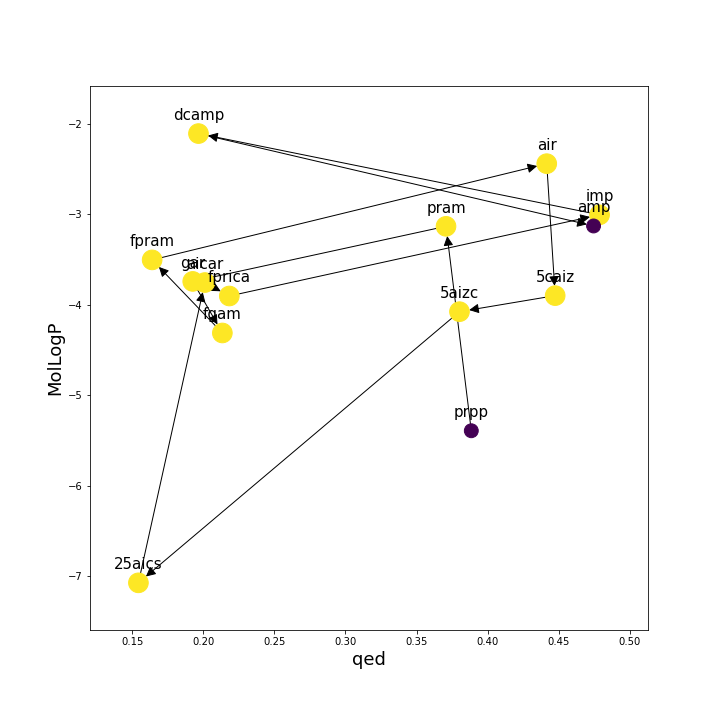 dcamp
air
imp
amp
pram
fpram
gar
aicar
fprica
5caiz
5aizc
fgam
prpp
25aics
MolLogP
−2
−3
−4
−5
−6
−7
0.15
0.20
0.25
0.30
0.35
0.40
0.45
0.50
qed